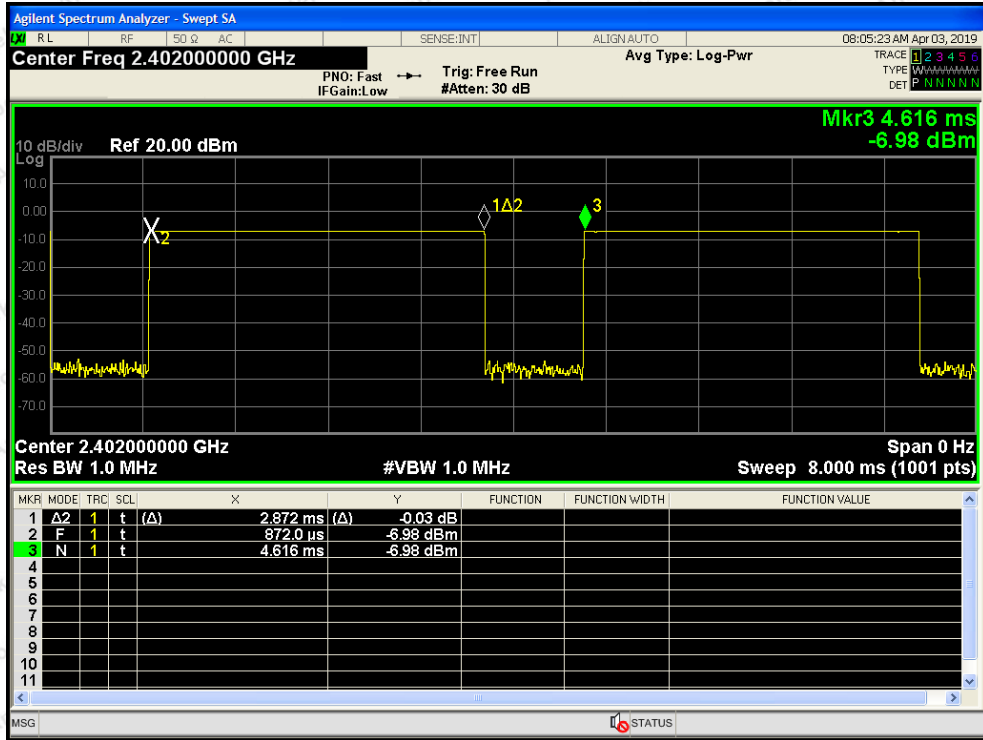 Agilent Spectrum Analyzer - Swept SA
LXI RL RF 50 Ω AC SENSE:INT ALIGN AUTO 08:05:23 AM Apr 03, 2019
Center Freq 2.402000000 GHz Avg Type: Log-Pwr TRACE 1 2 3 4 5 6
PNO: Fast Trig: Free Run TYPE WWWWWW
IFGain:Low #Atten: 30 dB DET P N N N N N
Mkr3 4.616 ms
-6.98 dBm
10 dB/div Ref 20.00 dBm
Log
10.0
0.00
-10.0
-20.0
-30.0
-40.0
-50.0
-60.0
-70.0
2
1Δ2
3
Center 2.402000000 GHz Span 0 Hz
Res BW 1.0 MHz #VBW 1.0 MHz Sweep 8.000 ms (1001 pts)
MKR MODE TRC SCL X Y FUNCTION FUNCTION WIDTH FUNCTION VALUE
1 Δ2 1 t (Δ) 2.872 ms (Δ) -0.03 dB
2 F 1 t 872.0 µs -6.98 dBm
3 N 1 t 4.616 ms -6.98 dBm
4
5
6
7
8
9
10
11
MSG STATUS